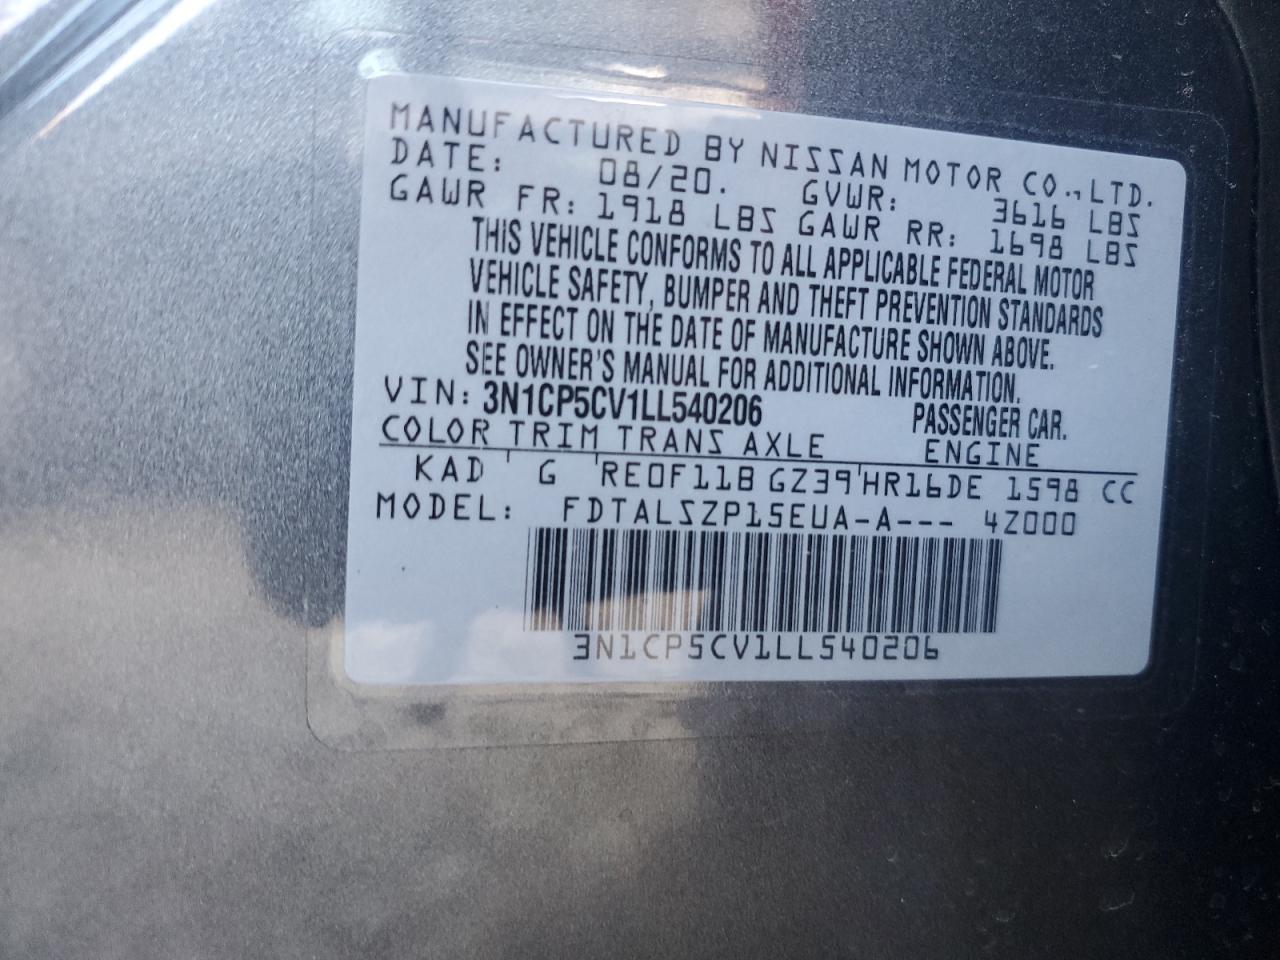 MANUFACTURED BY NISSAN MOTOR CO., LTD.
DATE: 08/20. GVWR: 3616 LBS
GAWR FR: 1918 LBS GAWR RR: 1698 LBS
THIS VEHICLE CONFORMS TO ALL APPLICABLE FEDERAL MOTOR
VEHICLE SAFETY, BUMPER AND THEFT PREVENTION STANDARDS
IN EFFECT ON THE DATE OF MANUFACTURE SHOWN ABOVE.
SEE OWNER'S MANUAL FOR ADDITIONAL INFORMATION.
VIN: 3N1CP5CV1LL540206 PASSENGER CAR.
COLOR TRIM TRANS AXLE ENGINE
KAD G RE0F11B GZ39 HR16DE 1598 CC
MODEL: FDTALSZP15EUA-A--- 4Z000
3N1CP5CV1LL540206